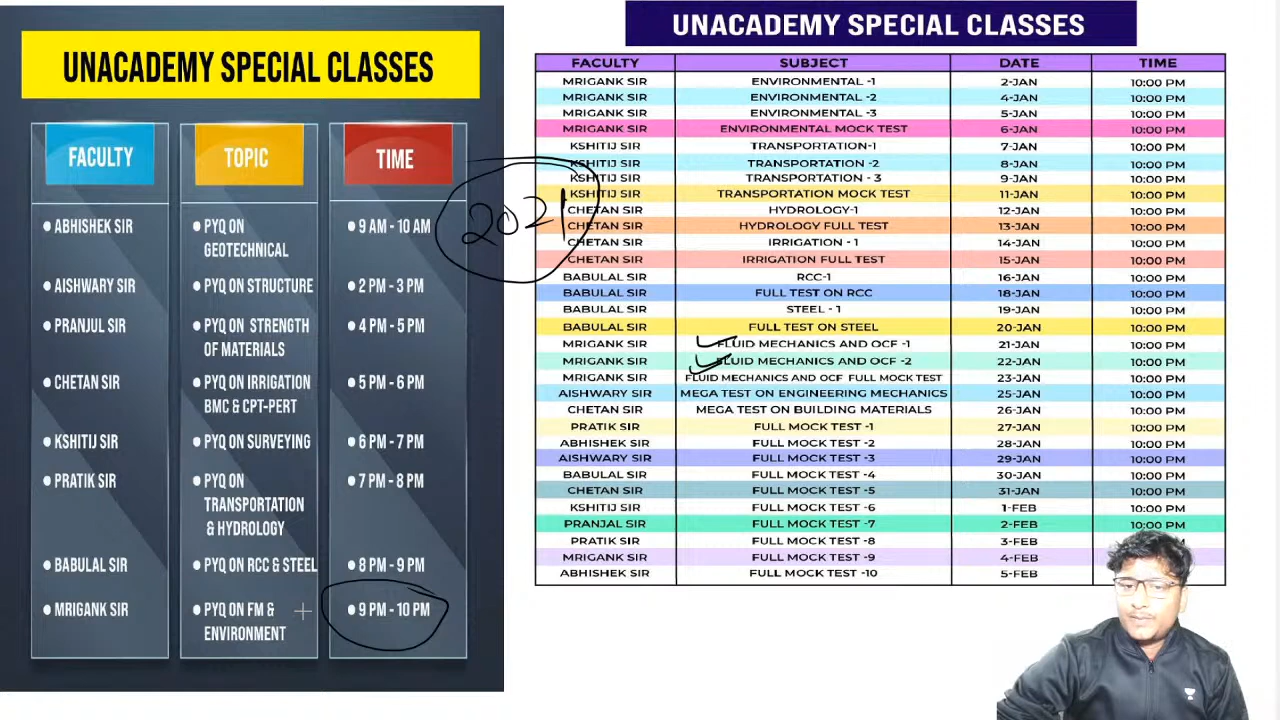 UNACADEMY SPECIAL CLASSES
FACULTY TOPIC TIME
• ABHISHEK SIR • PYQ ON • 9 AM - 10 AM
GEOTECHNICAL
• AISHWARY SIR • PYQ ON STRUCTURE • 2 PM - 3 PM
• PRANJUL SIR • PYQ ON STRENGTH • 4 PM - 5 PM
OF MATERIALS
• CHETAN SIR • PYQ ON IRRIGATION • 5 PM - 6 PM
BMC & CPT-PERT
• KSHITIJ SIR • PYQ ON SURVEYING • 6 PM - 7 PM
• PRATIK SIR • PYQ ON • 7 PM - 8 PM
TRANSPORTATION
& HYDROLOGY
• BABULAL SIR • PYQ ON RCC & STEEL • 8 PM - 9 PM
• MRIGANK SIR • PYQ ON FM & • 9 PM - 10 PM
ENVIRONMENT
2021
UNACADEMY SPECIAL CLASSES
FACULTY SUBJECT DATE TIME
MRIGANK SIR ENVIRONMENTAL -1 2-JAN 10:00 PM
MRIGANK SIR ENVIRONMENTAL -2 4-JAN 10:00 PM
MRIGANK SIR ENVIRONMENTAL -3 5-JAN 10:00 PM
MRIGANK SIR ENVIRONMENTAL MOCK TEST 6-JAN 10:00 PM
KSHITIJ SIR TRANSPORTATION-1 7-JAN 10:00 PM
KSHITIJ SIR TRANSPORTATION -2 8-JAN 10:00 PM
KSHITIJ SIR TRANSPORTATION - 3 9-JAN 10:00 PM
KSHITIJ SIR TRANSPORTATION MOCK TEST 11-JAN 10:00 PM
CHETAN SIR HYDROLOGY-1 12-JAN 10:00 PM
CHETAN SIR HYDROLOGY FULL TEST 13-JAN 10:00 PM
CHETAN SIR IRRIGATION - 1 14-JAN 10:00 PM
CHETAN SIR IRRIGATION FULL TEST 15-JAN 10:00 PM
BABULAL SIR RCC-1 16-JAN 10:00 PM
BABULAL SIR FULL TEST ON RCC 18-JAN 10:00 PM
BABULAL SIR STEEL - 1 19-JAN 10:00 PM
BABULAL SIR FULL TEST ON STEEL 20-JAN 10:00 PM
MRIGANK SIR FLUID MECHANICS AND OCF -1 21-JAN 10:00 PM
MRIGANK SIR FLUID MECHANICS AND OCF -2 22-JAN 10:00 PM
MRIGANK SIR FLUID MECHANICS AND OCF FULL MOCK TEST 23-JAN 10:00 PM
AISHWARY SIR MEGA TEST ON ENGINEERING MECHANICS 25-JAN 10:00 PM
CHETAN SIR MEGA TEST ON BUILDING MATERIALS 26-JAN 10:00 PM
PRATIK SIR FULL MOCK TEST -1 27-JAN 10:00 PM
ABHISHEK SIR FULL MOCK TEST -2 28-JAN 10:00 PM
AISHWARY SIR FULL MOCK TEST -3 29-JAN 10:00 PM
BABULAL SIR FULL MOCK TEST -4 30-JAN 10:00 PM
CHETAN SIR FULL MOCK TEST -5 31-JAN 10:00 PM
KSHITIJ SIR FULL MOCK TEST -6 1-FEB 10:00 PM
PRANJAL SIR FULL MOCK TEST -7 2-FEB 10:00 PM
PRATIK SIR FULL MOCK TEST -8 3-FEB
MRIGANK SIR FULL MOCK TEST -9 4-FEB
ABHISHEK SIR FULL MOCK TEST -10 5-FEB